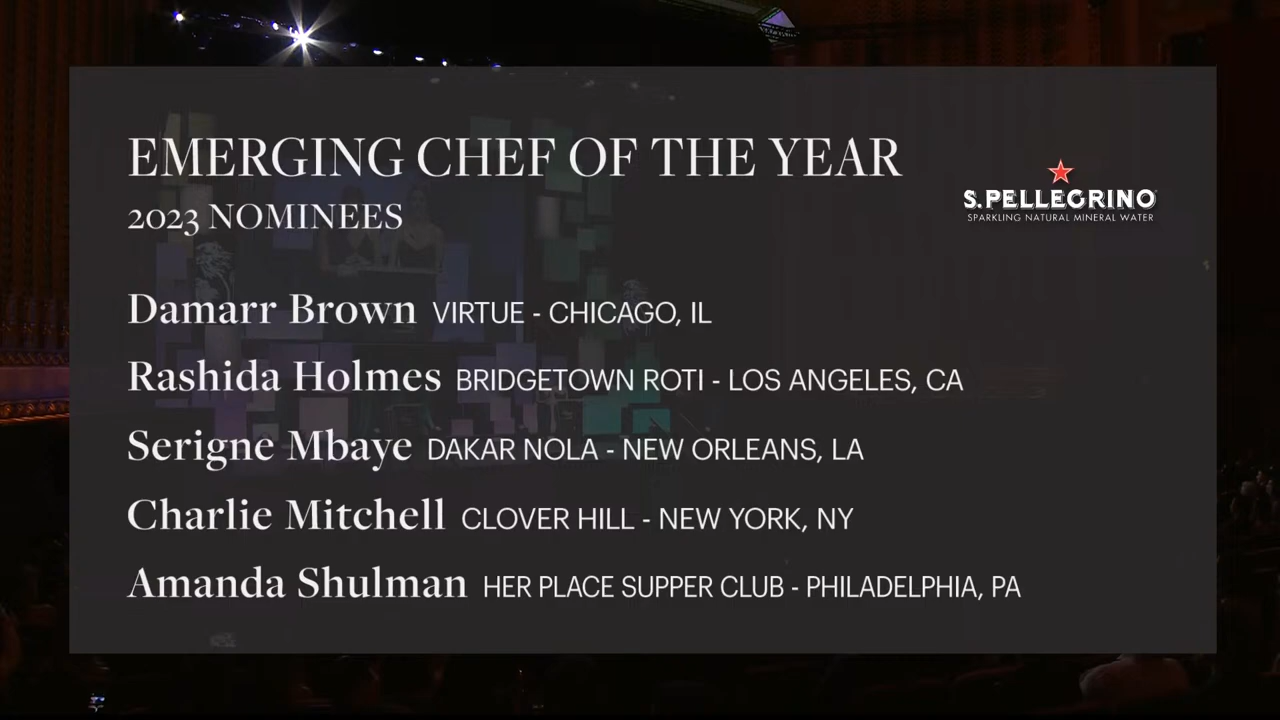 EMERGING CHEF OF THE YEAR
2023 NOMINEES
S.PELLEGRINO
SPARKLING NATURAL MINERAL WATER
Damarr Brown VIRTUE - CHICAGO, IL
Rashida Holmes BRIDGETOWN ROTI - LOS ANGELES, CA
Serigne Mbaye DAKAR NOLA - NEW ORLEANS, LA
Charlie Mitchell CLOVER HILL - NEW YORK, NY
Amanda Shulman HER PLACE SUPPER CLUB - PHILADELPHIA, PA